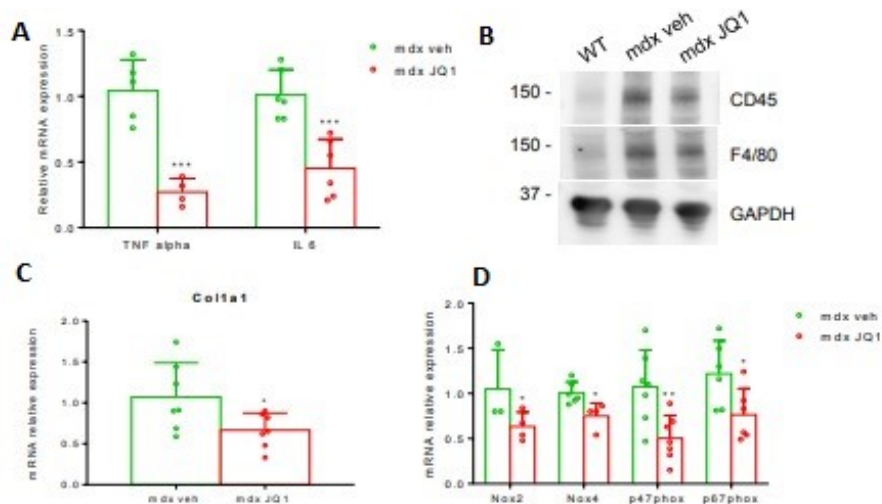 A
Relative mRNA expression
1.5
1.0
0.5
0.0
***
***
TNF alpha
IL 6
mdx veh
mdx JQ1
B
WT
mdx veh
mdx JQ1
150 -
CD45
150 -
F4/80
37 -
GAPDH
C
Col1a1
mRNA relative expression
2.0
1.5
1.0
0.5
0.0
*
mdx veh
mdx JQ1
D
mRNA relative expression
2.0
1.5
1.0
0.5
0.0
*
*
**
*
Nox2
Nox4
p47phox
p67phox
mdx veh
mdx JQ1